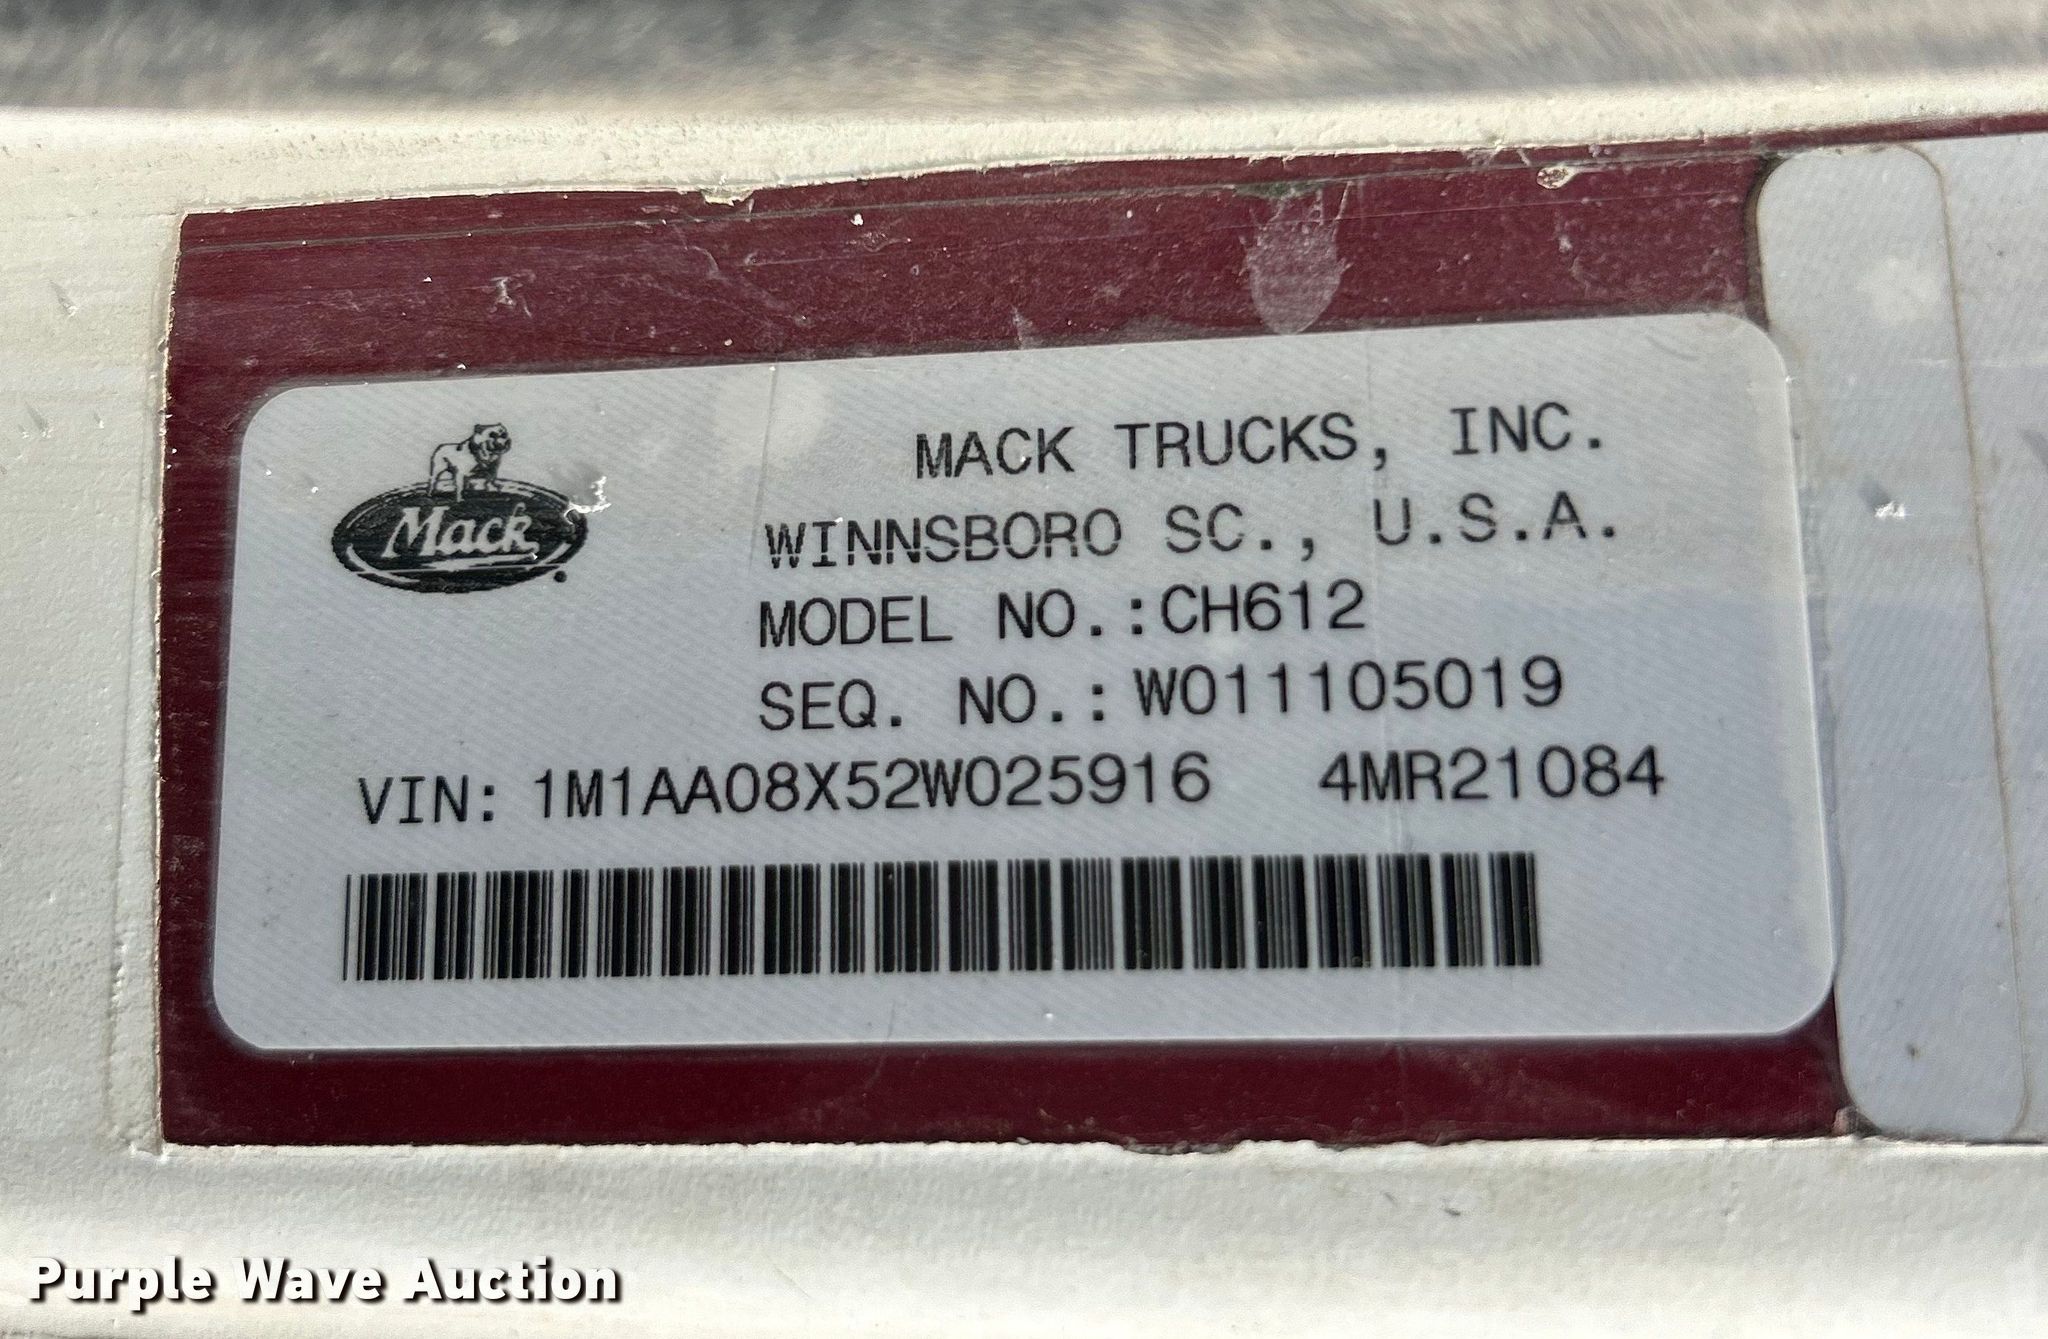 Mack
MACK TRUCKS, INC.
WINNSBORO SC., U.S.A.
MODEL NO.:CH612
SEQ. NO.:W011105019
VIN: 1M1AA08X52W025916 4MR21084
Purple Wave Auction